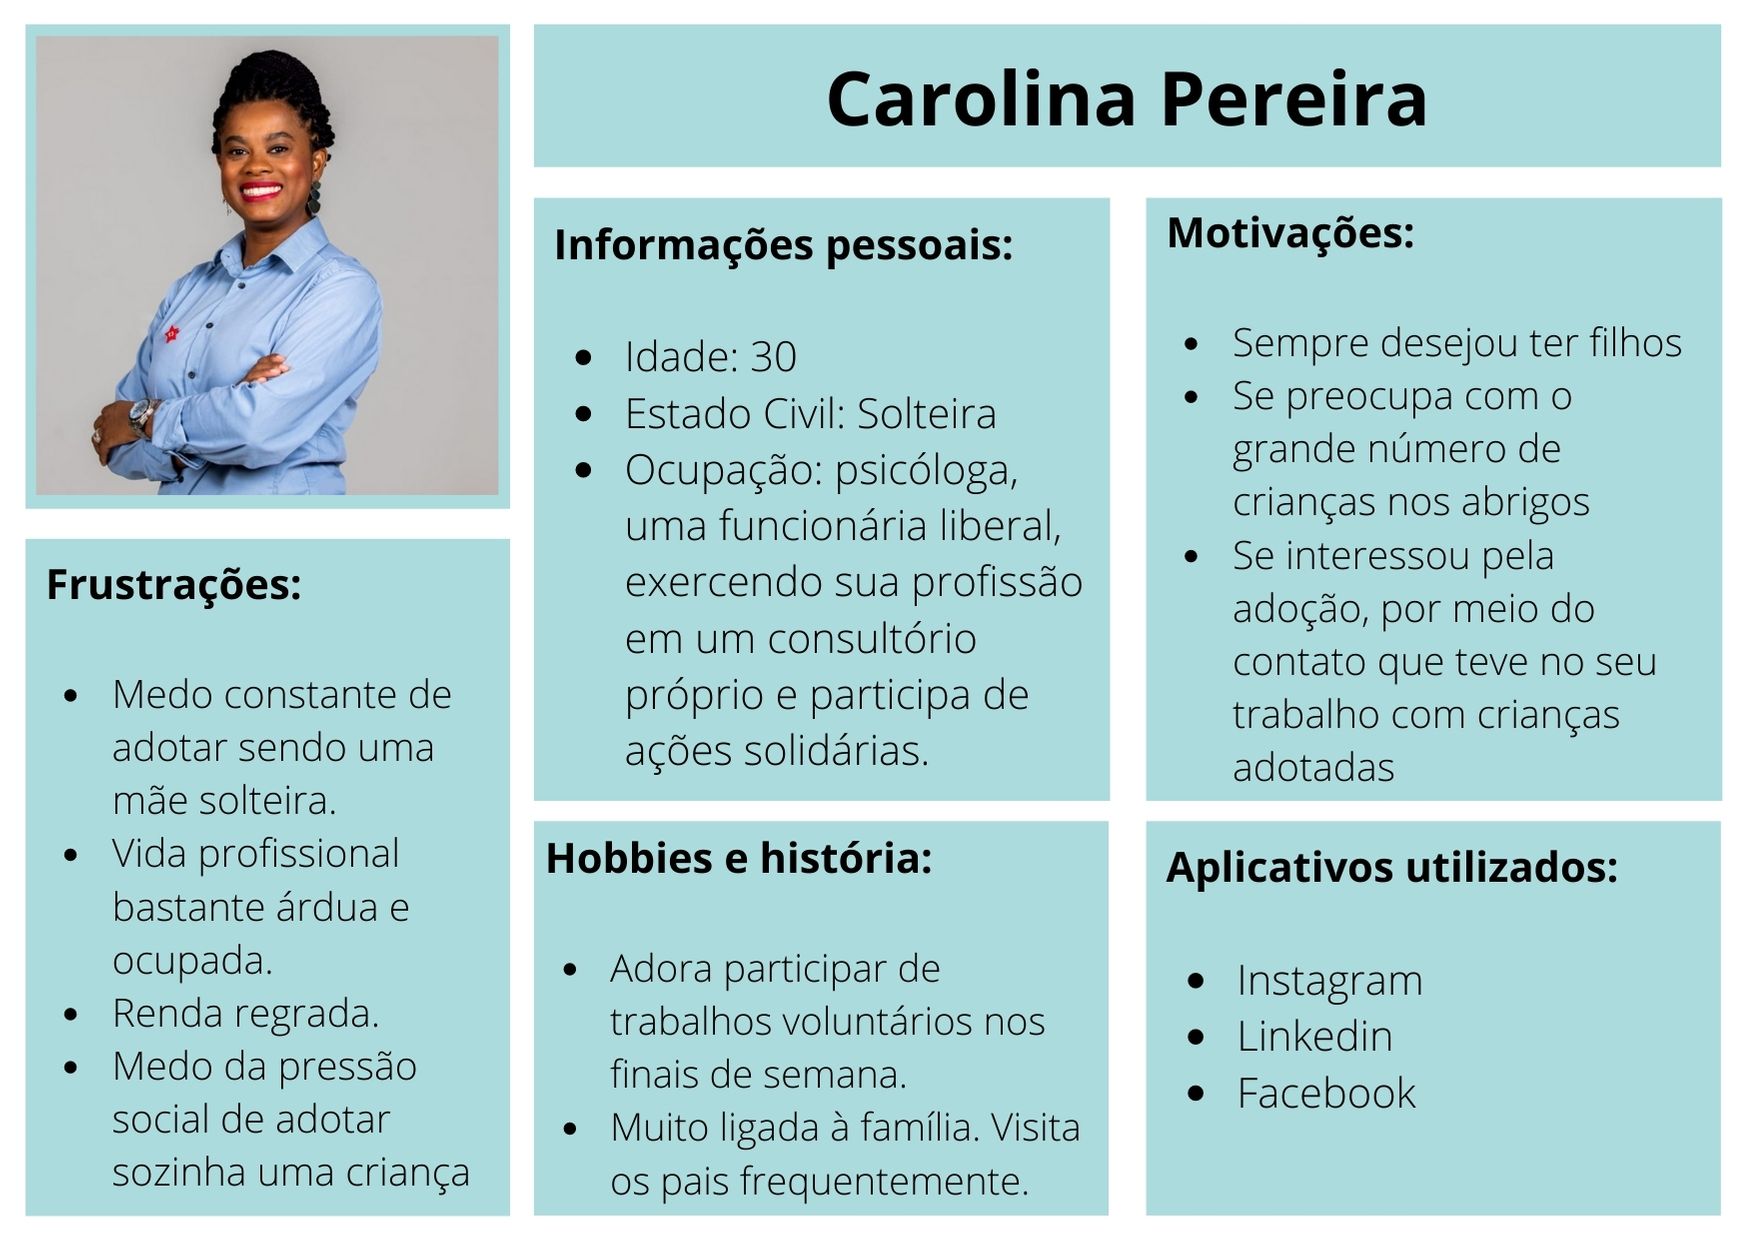 Carolina Pereira
Informações pessoais:
Idade: 30
Estado Civil: Solteira
Ocupação: psicóloga,
uma funcionária liberal,
exercendo sua profissão
em um consultório
próprio e participa de
ações solidárias.
Motivações:
Sempre desejou ter filhos
Se preocupa com o
grande número de
crianças nos abrigos
Se interessou pela
adoção, por meio do
contato que teve no seu
trabalho com crianças
adotadas
Frustrações:
Medo constante de
adotar sendo uma
mãe solteira.
Vida profissional
bastante árdua e
ocupada.
Renda regrada.
Medo da pressão
social de adotar
sozinha uma criança
Hobbies e história:
Adora participar de
trabalhos voluntários nos
finais de semana.
Muito ligada à família. Visita
os pais frequentemente.
Aplicativos utilizados:
Instagram
Linkedin
Facebook